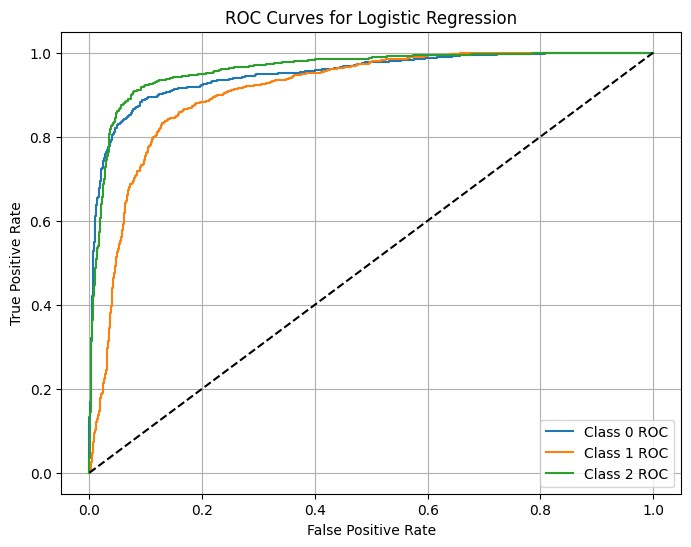 ROC Curves for Logistic Regression
True Positive Rate
1.0
0.8
0.6
0.4
0.2
0.0
Class 0 ROC
Class 1 ROC
Class 2 ROC
0.0 0.2 0.4 0.6 0.8 1.0
False Positive Rate